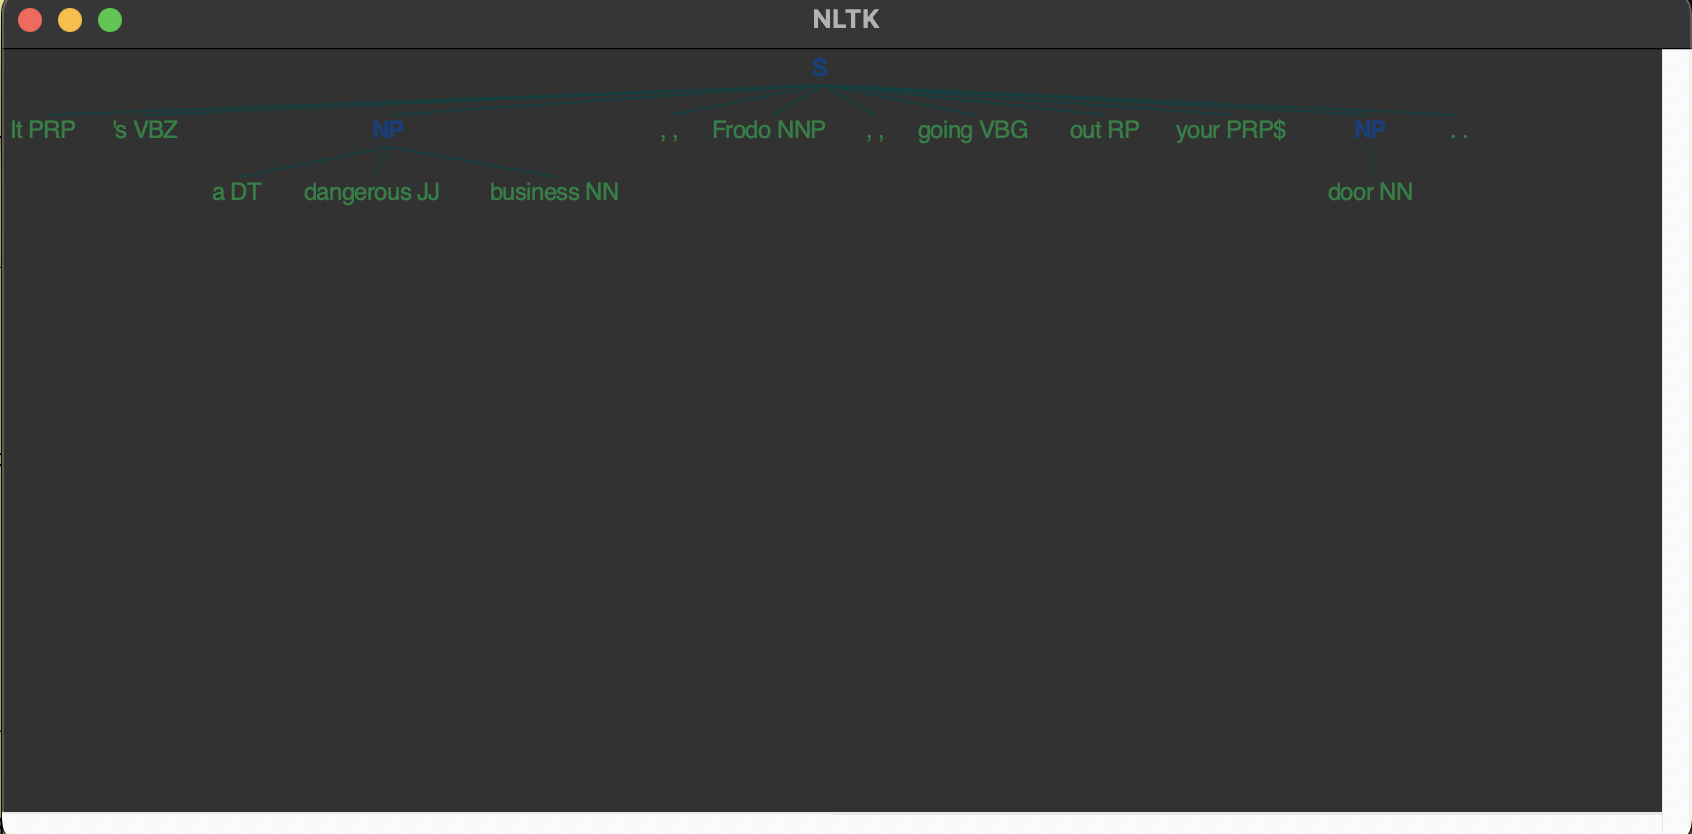 NLTK
S
It PRP 's VBZ NP , , Frodo NNP , , going VBG out RP your PRP$ NP . .
a DT dangerous JJ business NN door NN